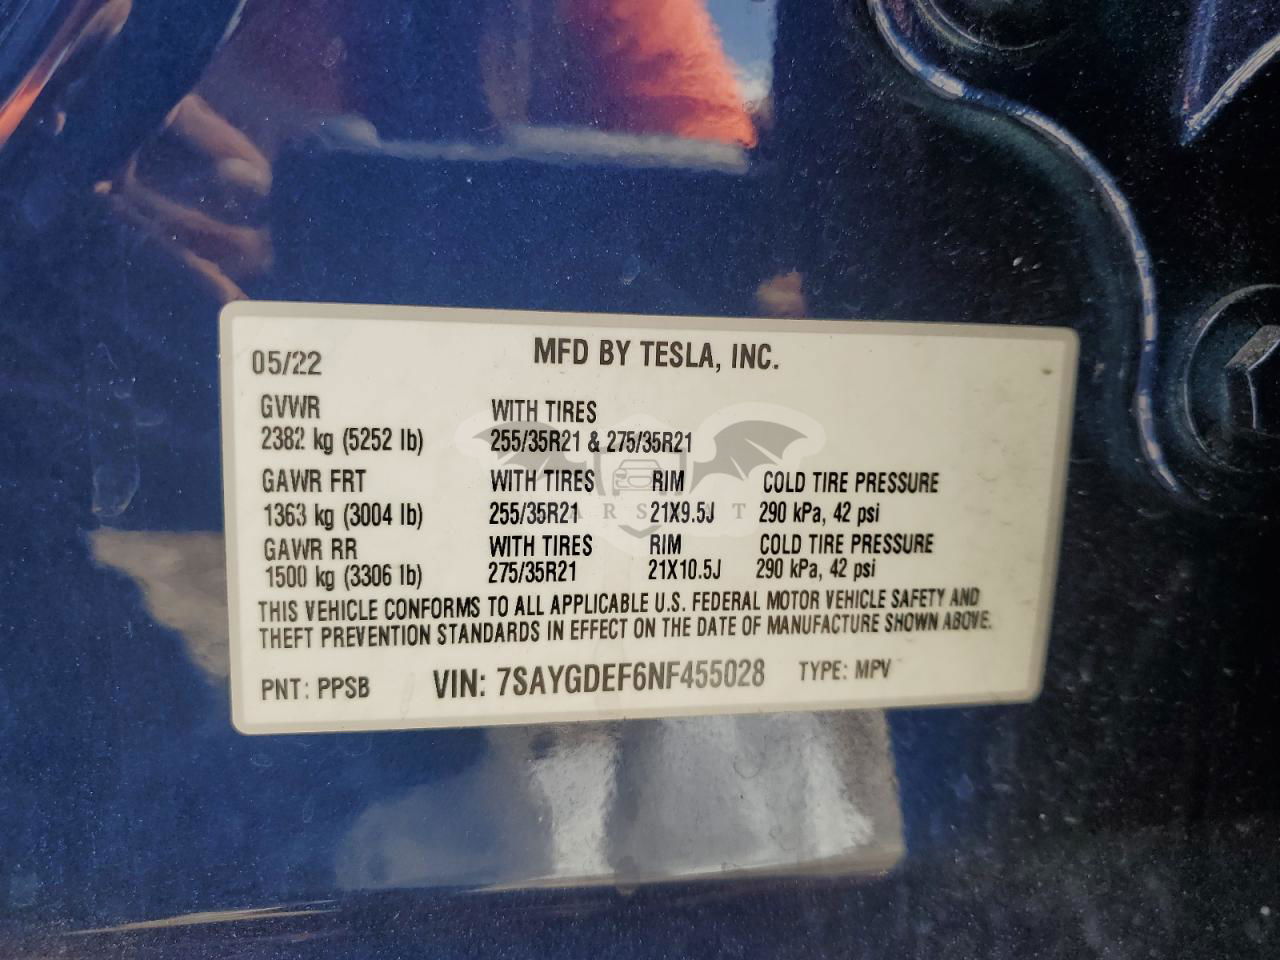 05/22 MFD BY TESLA, INC.
GVWR WITH TIRES
2382 kg (5252 lb) 255/35R21 & 275/35R21
GAWR FRT WITH TIRES RIM COLD TIRE PRESSURE
1363 kg (3004 lb) 255/35R21 21X9.5J 290 kPa, 42 psi
GAWR RR WITH TIRES RIM COLD TIRE PRESSURE
1500 kg (3306 lb) 275/35R21 21X10.5J 290 kPa, 42 psi
THIS VEHICLE CONFORMS TO ALL APPLICABLE U.S. FEDERAL MOTOR VEHICLE SAFETY AND
THEFT PREVENTION STANDARDS IN EFFECT ON THE DATE OF MANUFACTURE SHOWN ABOVE.
PNT: PPSB VIN: 7SAYGDEF6NF455028 TYPE: MPV